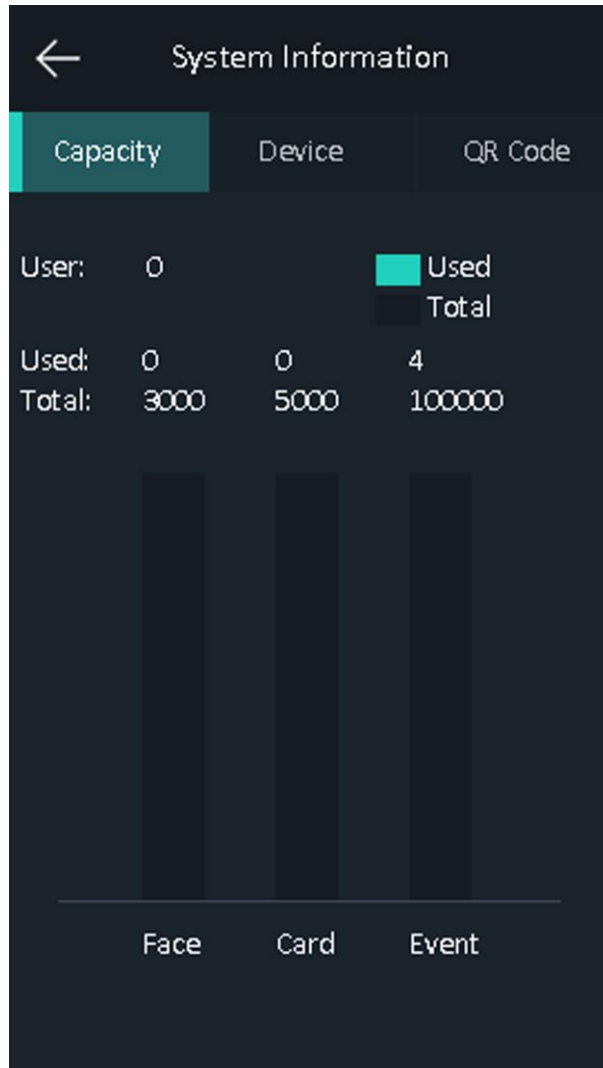 System Information
Capacity Device QR Code
User: 0 Used
Total
Used: 0 0 4
Total: 3000 5000 100000
Face Card Event